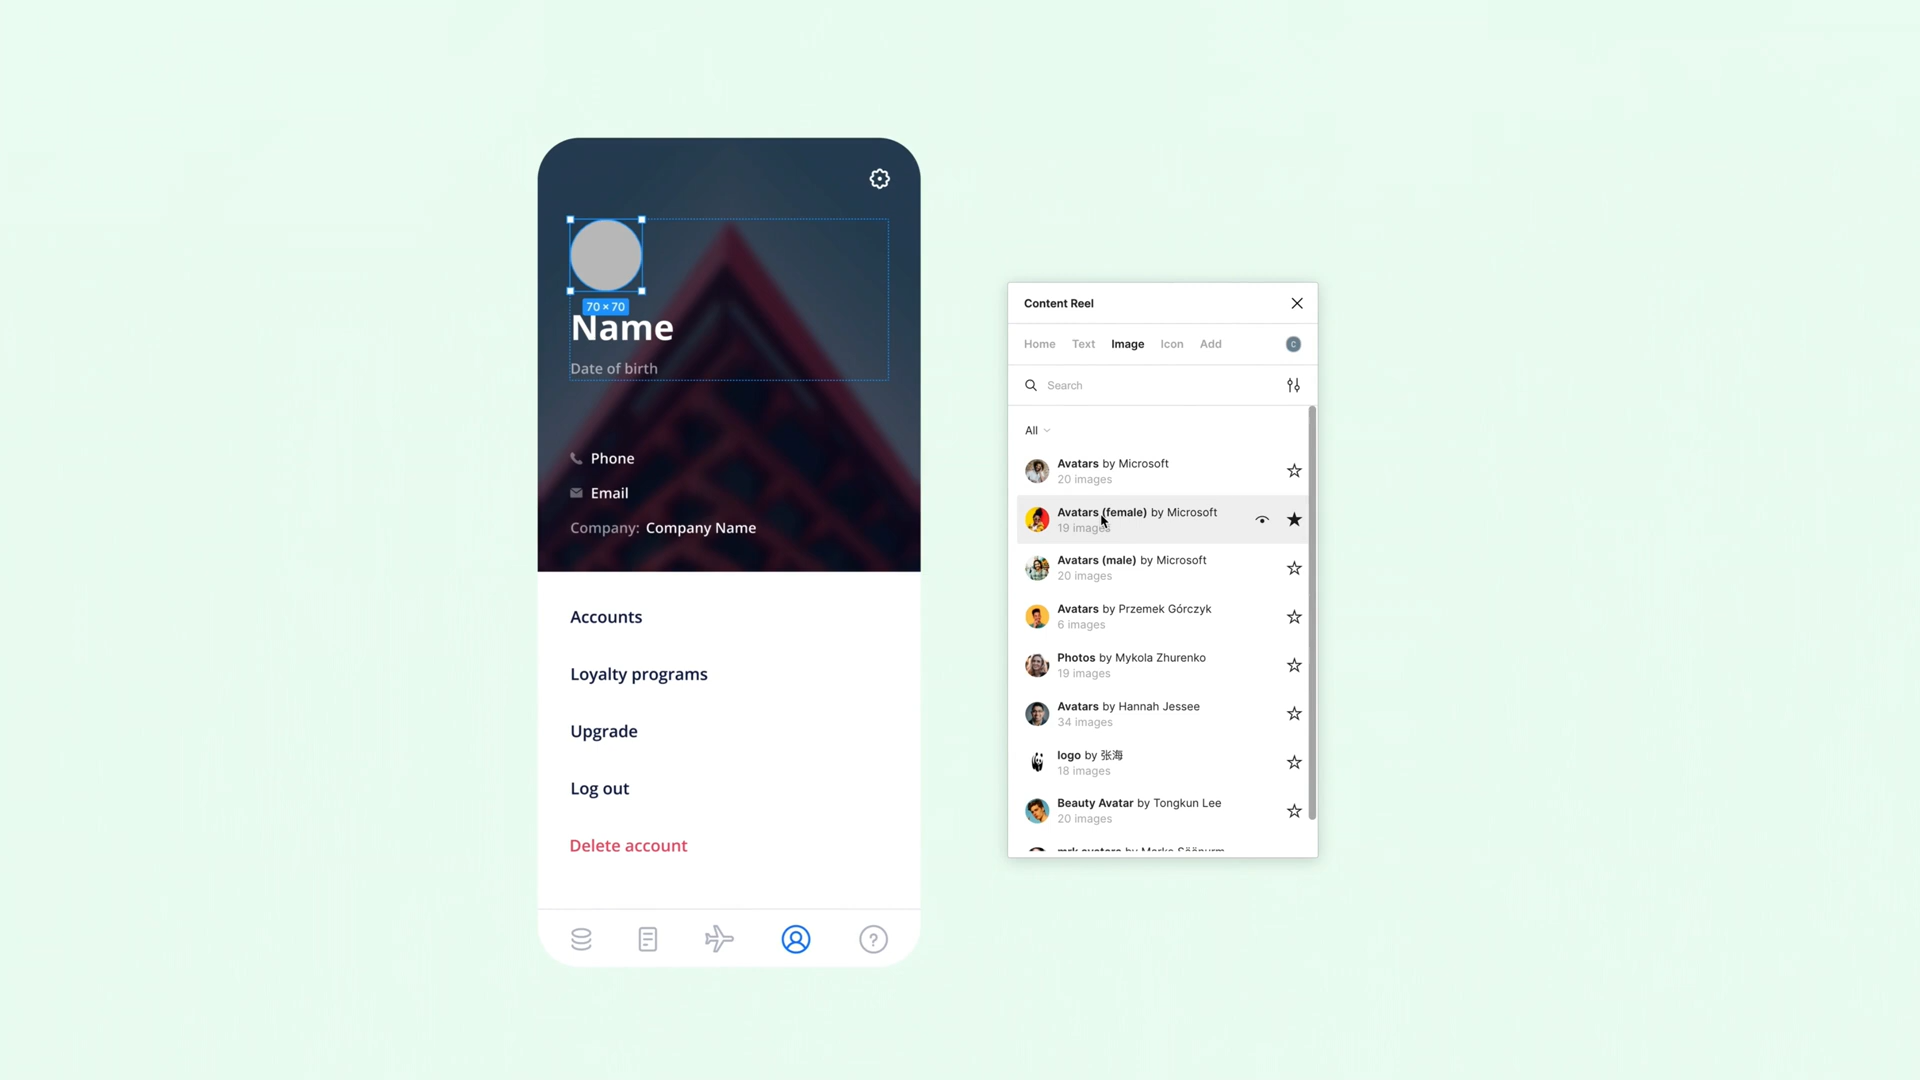 70 × 70
Name
Date of birth
Phone
Email
Company: Company Name
Accounts
Loyalty programs
Upgrade
Log out
Delete account
?
Content Reel
Home Text Image Icon Add C
Search
All
Avatars by Microsoft
20 images
Avatars (female) by Microsoft
19 images
Avatars (male) by Microsoft
20 images
Avatars by Przemek Górczyk
6 images
Photos by Mykola Zhurenko
19 images
Avatars by Hannah Jessee
34 images
logo by 张海
18 images
Beauty Avatar by Tongkun Lee
20 images